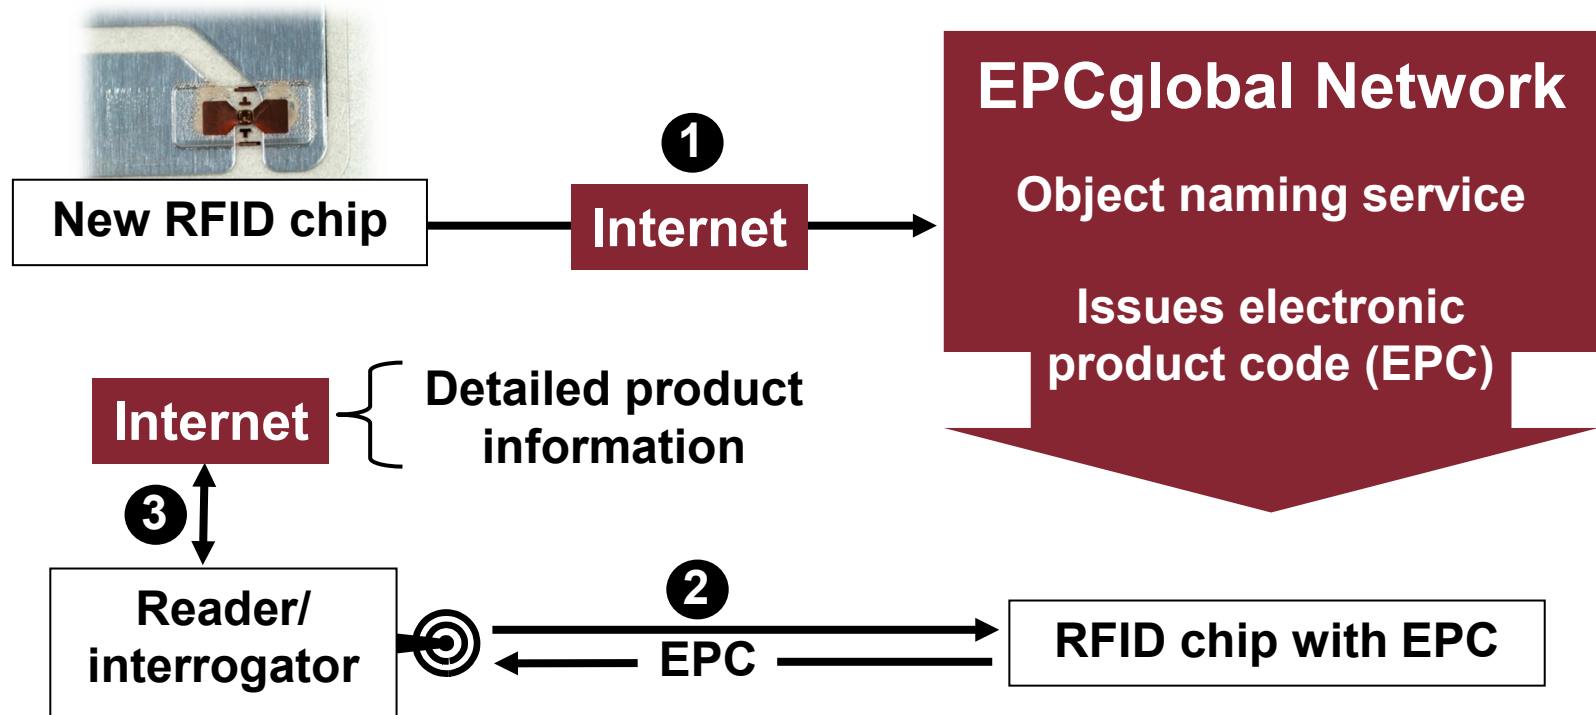 EPCglobal Network
1
New RFID chip
Internet
Object naming service
Issues electronic
product code (EPC)
Internet
Detailed product
information
3
2
Reader/
interrogator
EPC
RFID chip with EPC